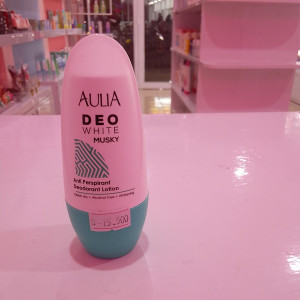 AULIA
DEO
WHITE
MUSKY
Anti Perspirant
Deodorant Lotion